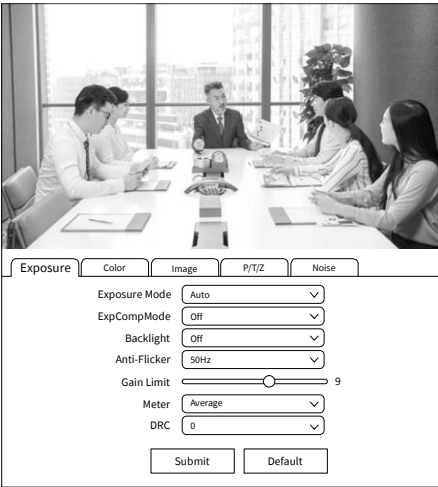 Exposure Color Image P/T/Z Noise
Exposure Mode Auto
ExpCompMode Off
Backlight Off
Anti-Flicker 50Hz
Gain Limit 9
Meter Average
DRC 0
Submit Default